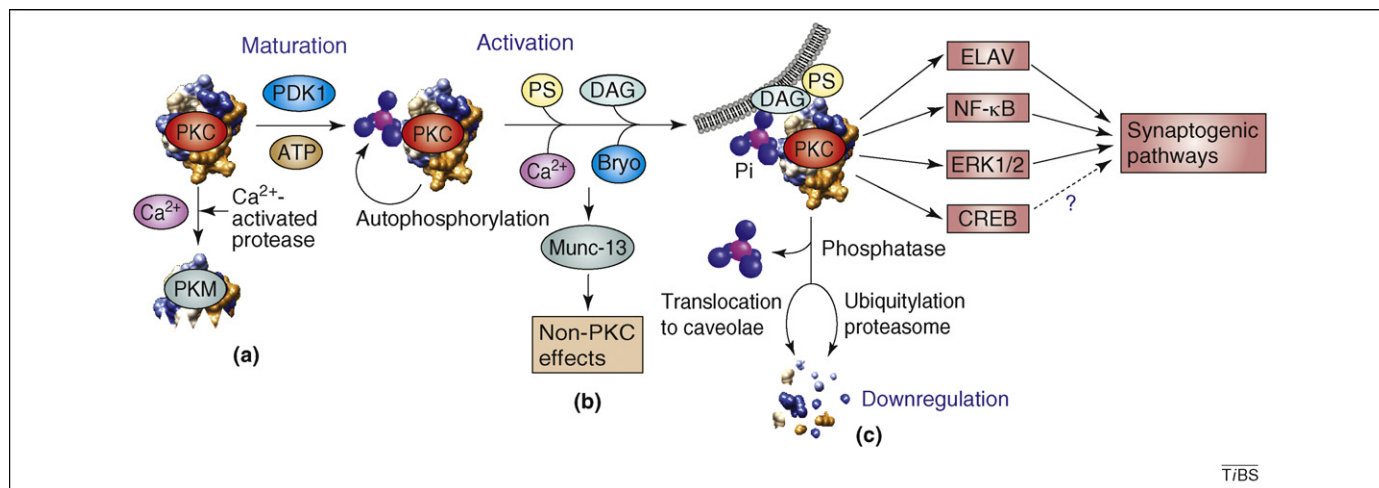 Maturation
Activation
PDK1
ATP
PKC
PKC
Autophosphorylation
Ca²⁺
Ca²⁺-
activated
protease
PKM
(a)
PS
DAG
Ca²⁺
Bryo
Munc-13
Non-PKC
effects
(b)
PS
DAG
PKC
Pi
ELAV
NF-κB
ERK1/2
CREB
?
Synaptogenic
pathways
Phosphatase
Translocation
to caveolae
Ubiquitylation
proteasome
Downregulation
(c)
TiBS